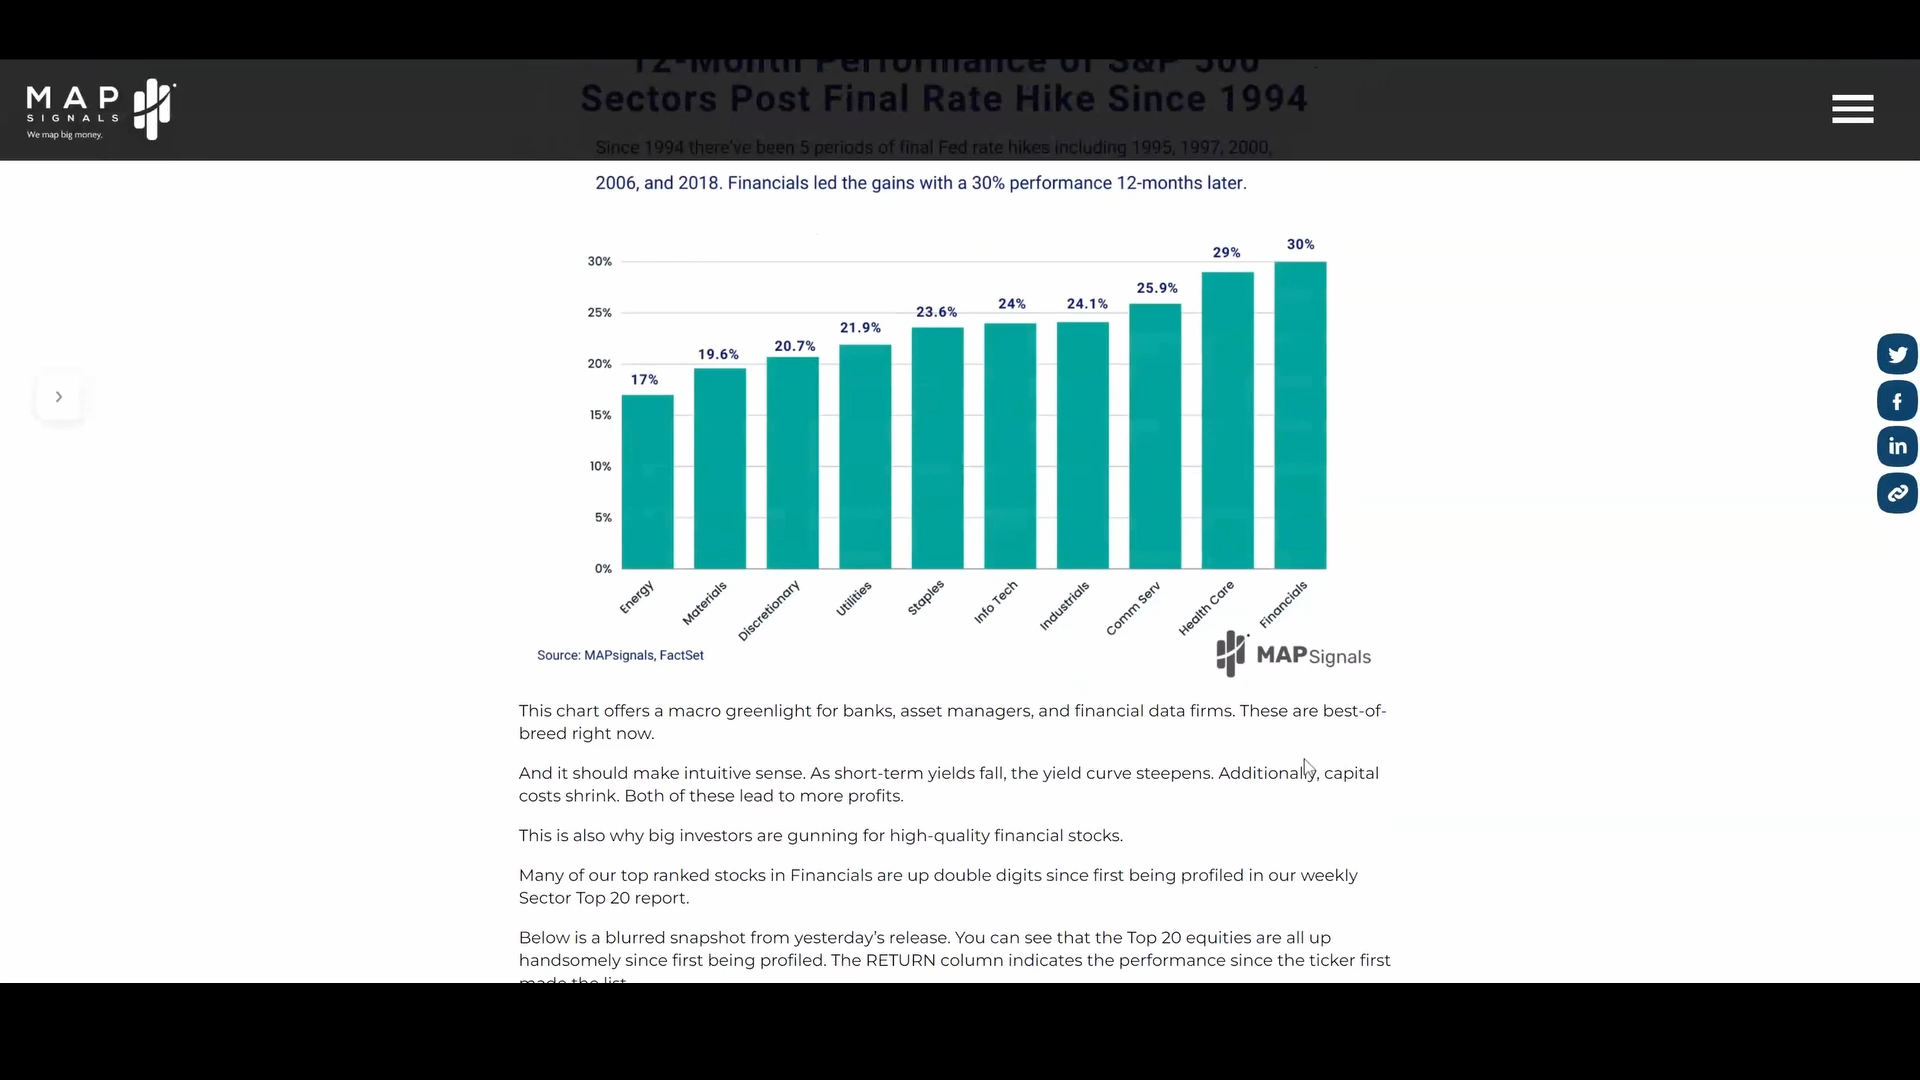 MAP
SIGNALS
We map big money.
12-Month Performance of S&P 500
Sectors Post Final Rate Hike Since 1994
Since 1994 there've been 5 periods of final Fed rate hikes including 1995, 1997, 2000,
2006, and 2018. Financials led the gains with a 30% performance 12-months later.
30%
25%
20%
15%
10%
5%
0%
17%
19.6%
20.7%
21.9%
23.6%
24%
24.1%
25.9%
29%
30%
Energy
Materials
Discretionary
Utilities
Staples
Info Tech
Industrials
Comm Serv
Health Care
Financials
Source: MAPsignals, FactSet
MAPSignals
This chart offers a macro greenlight for banks, asset managers, and financial data firms. These are best-of-
breed right now.
And it should make intuitive sense. As short-term yields fall, the yield curve steepens. Additionally, capital
costs shrink. Both of these lead to more profits.
This is also why big investors are gunning for high-quality financial stocks.
Many of our top ranked stocks in Financials are up double digits since first being profiled in our weekly
Sector Top 20 report.
Below is a blurred snapshot from yesterday's release. You can see that the Top 20 equities are all up
handsomely since first being profiled. The RETURN column indicates the performance since the ticker first
made the list.